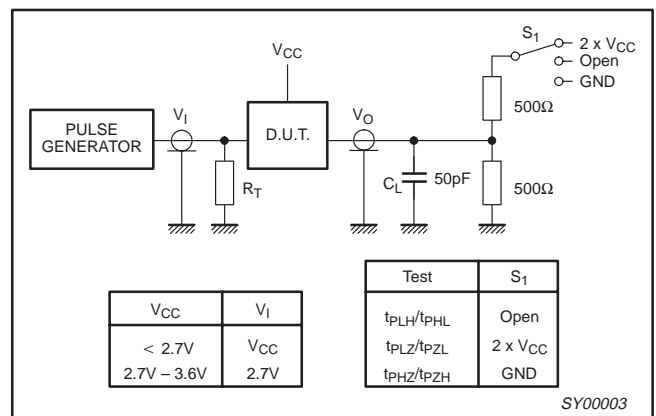 S1
2 x VCC
Open
GND
VCC
500Ω
PULSE
GENERATOR
VI
D.U.T.
VO
RT
CL
50pF
500Ω
VCC VI
< 2.7V VCC
2.7V – 3.6V 2.7V
Test S1
tPLH/tPHL Open
tPLZ/tPZL 2 x VCC
tPHZ/tPZH GND
SY00003